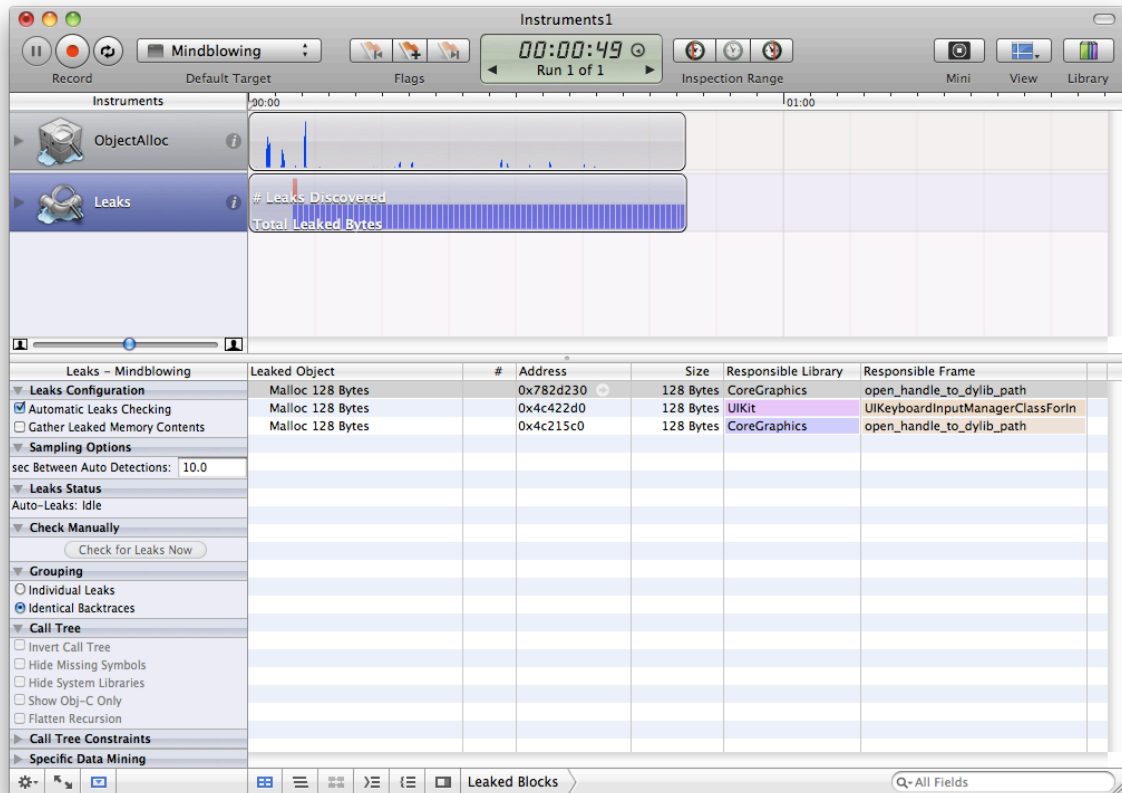 Instruments1
Mindblowing
00:00:49
Run 1 of 1
Record
Default Target
Flags
Inspection Range
Mini
View
Library
Instruments
00:00
01:00
ObjectAlloc
Leaks
# Leaks Discovered
Total Leaked Bytes
Leaks – Mindblowing
Leaked Object # Address Size Responsible Library Responsible Frame
Malloc 128 Bytes 0x782d230 128 Bytes CoreGraphics open_handle_to_dylib_path
Malloc 128 Bytes 0x4c422d0 128 Bytes UIKit UIKeyboardInputManagerClassForIn
Malloc 128 Bytes 0x4c215c0 128 Bytes CoreGraphics open_handle_to_dylib_path
Leaks Configuration
Automatic Leaks Checking
Gather Leaked Memory Contents
Sampling Options
sec Between Auto Detections: 10.0
Leaks Status
Auto-Leaks: Idle
Check Manually
Check for Leaks Now
Grouping
Individual Leaks
Identical Backtraces
Call Tree
Invert Call Tree
Hide Missing Symbols
Hide System Libraries
Show Obj-C Only
Flatten Recursion
Call Tree Constraints
Specific Data Mining
Leaked Blocks
All Fields